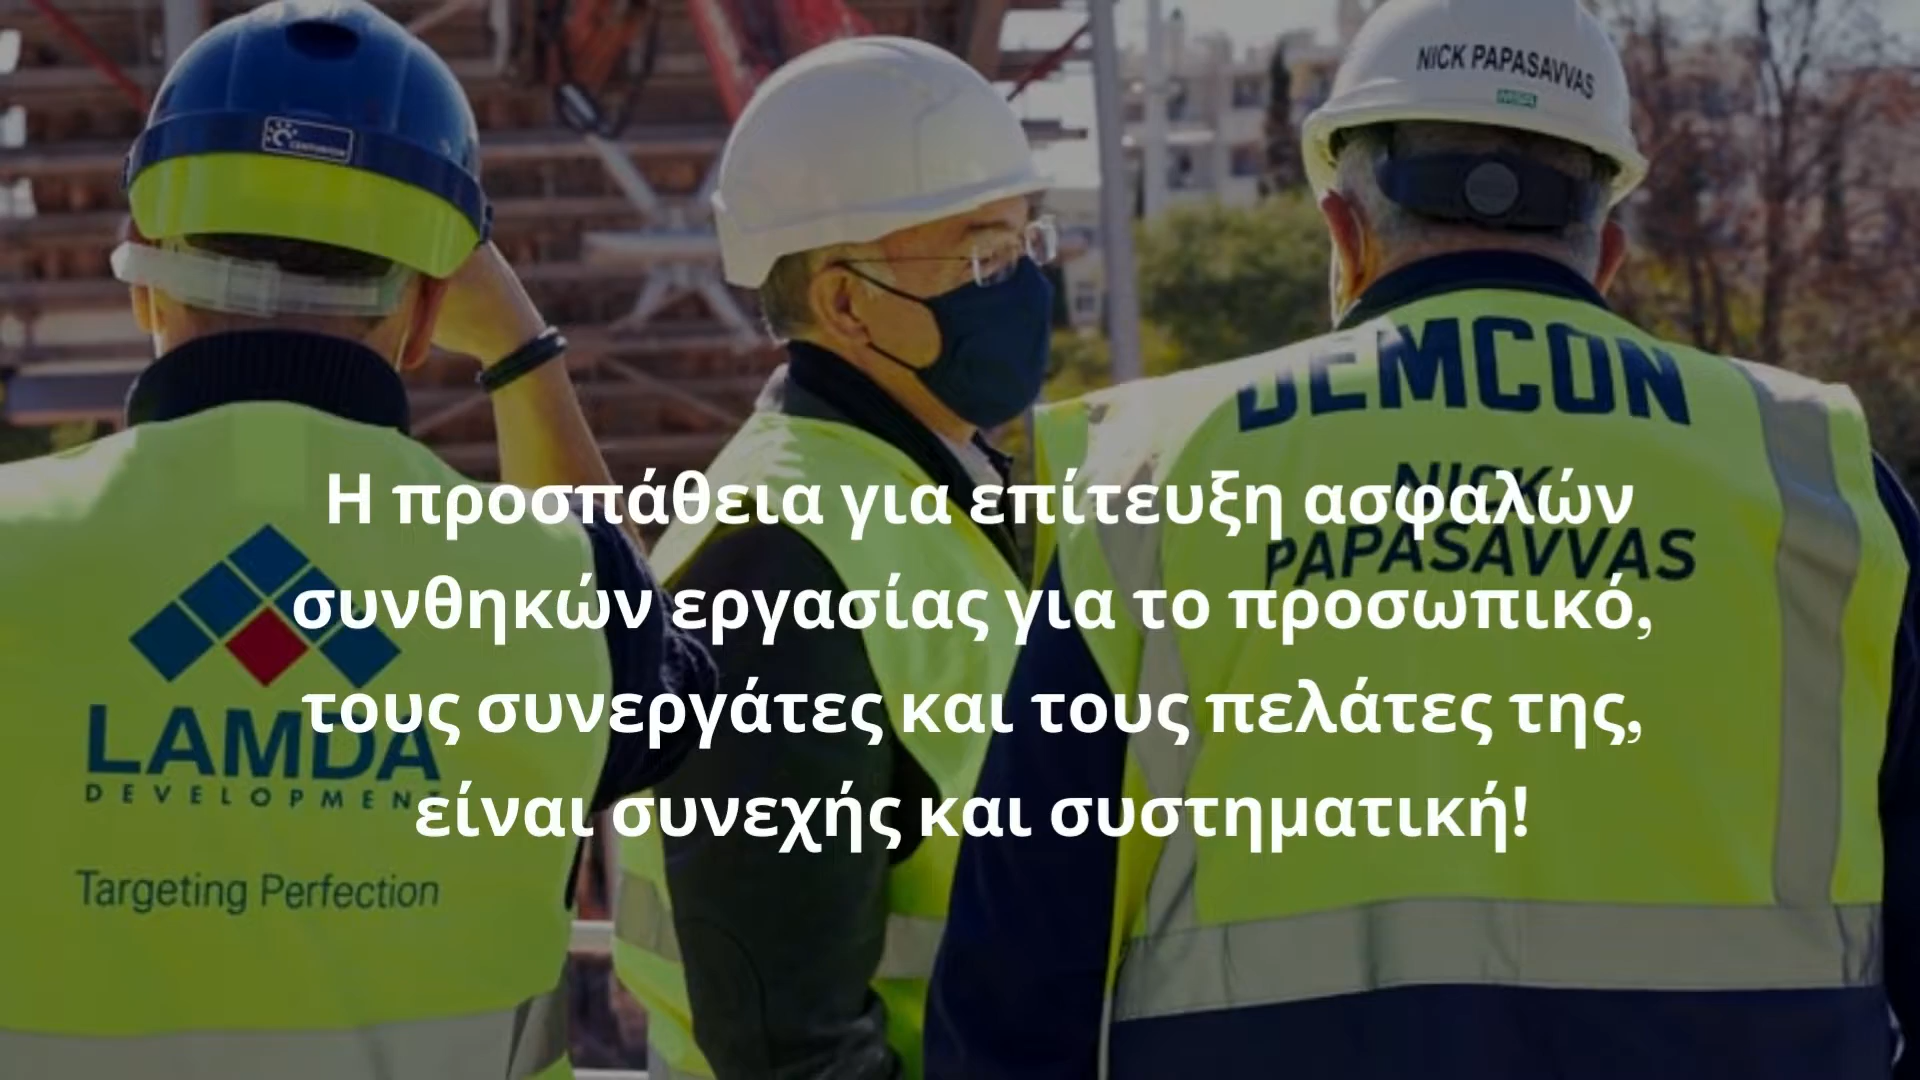 NICK PAPASAVVAS
MSA
DEMCON
NICK
PAPASAVVAS
Η προσπάθεια για επίτευξη ασφαλών
συνθηκών εργασίας για το προσωπικό,
τους συνεργάτες και τους πελάτες της,
είναι συνεχής και συστηματική!
LAMDA
DEVELOPMENT
Targeting Perfection